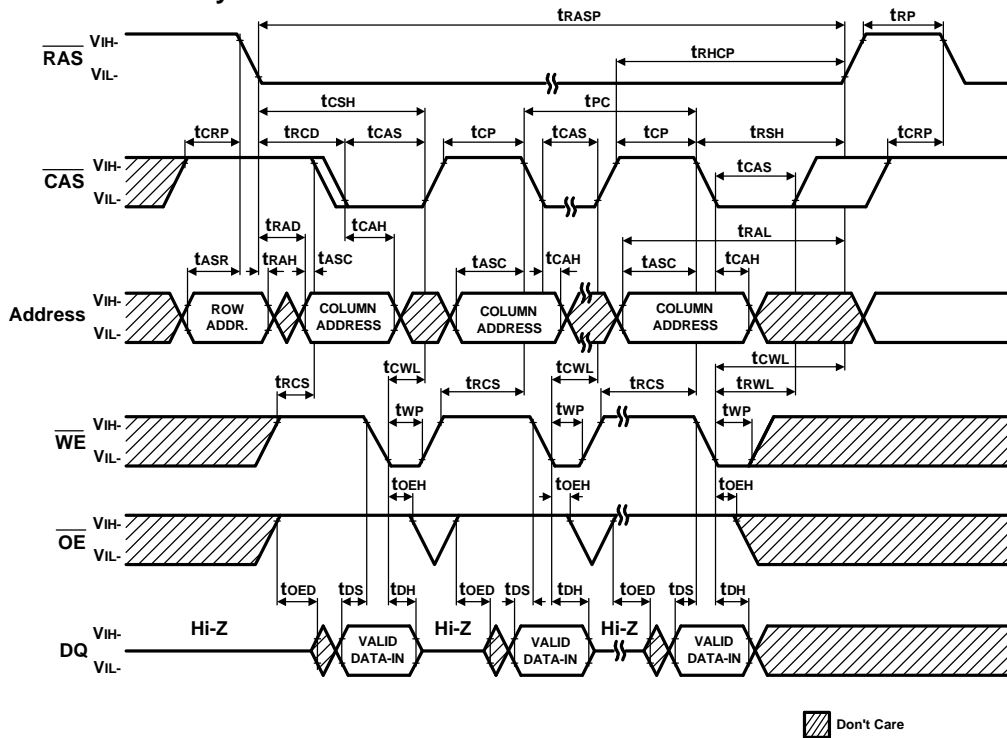 tRASP tRP
VIH-
RAS
VIL-
tRHCP
tCSH tPC
tCRP tRCD tCAS tCP tCAS tCP tRSH tCRP
VIH-
CAS
VIL-
tCAS
tRAD tCAH tRAL
tASR tRAH tASC tASC tCAH tASC tCAH
VIH-
Address
VIL-
ROW
ADDR.
COLUMN
ADDRESS
COLUMN
ADDRESS
COLUMN
ADDRESS
tCWL tCWL tCWL
tRCS tRCS tRCS tRWL
tWP tWP tWP
VIH-
WE
VIL-
tOEH tOEH tOEH
VIH-
OE
VIL-
tOED tDS tDH tOED tDS tDH tOED tDS tDH
VIH-
DQ
VIL-
Hi-Z Hi-Z Hi-Z
VALID
DATA-IN
VALID
DATA-IN
VALID
DATA-IN
Don't Care